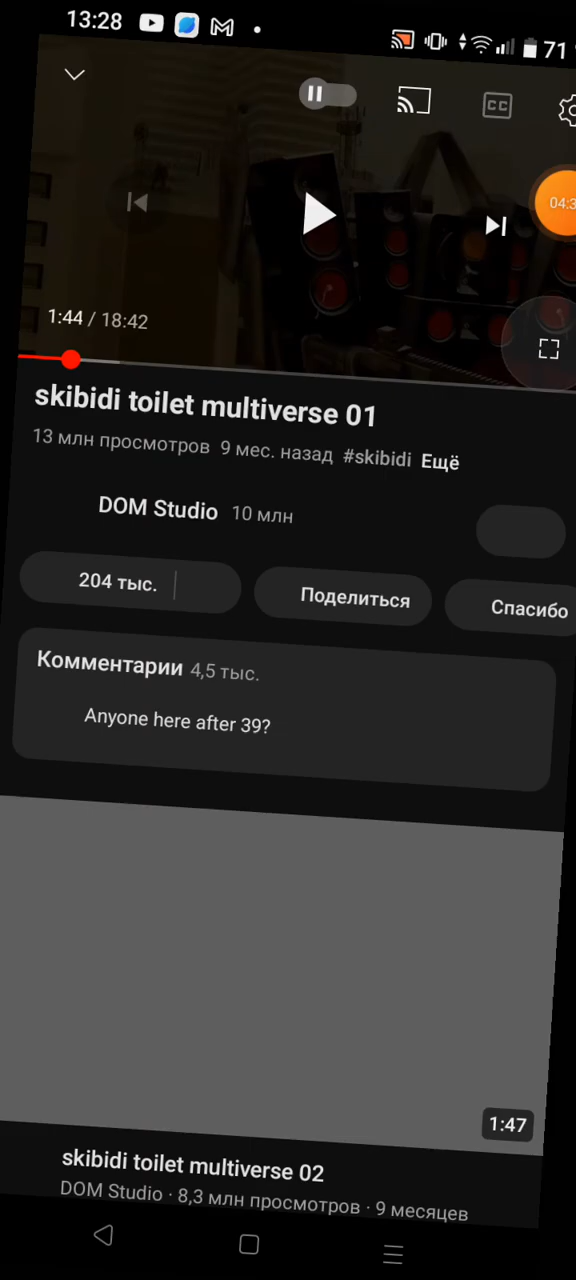 13:28
71
CC
04:3
1:44 / 18:42
skibidi toilet multiverse 01
13 млн просмотров 9 мес. назад #skibidi Ещё
DOM Studio 10 млн
204 тыс.
Поделиться
Спасибо
Комментарии 4,5 тыс.
Anyone here after 39?
1:47
skibidi toilet multiverse 02
DOM Studio · 8,3 млн просмотров · 9 месяцев